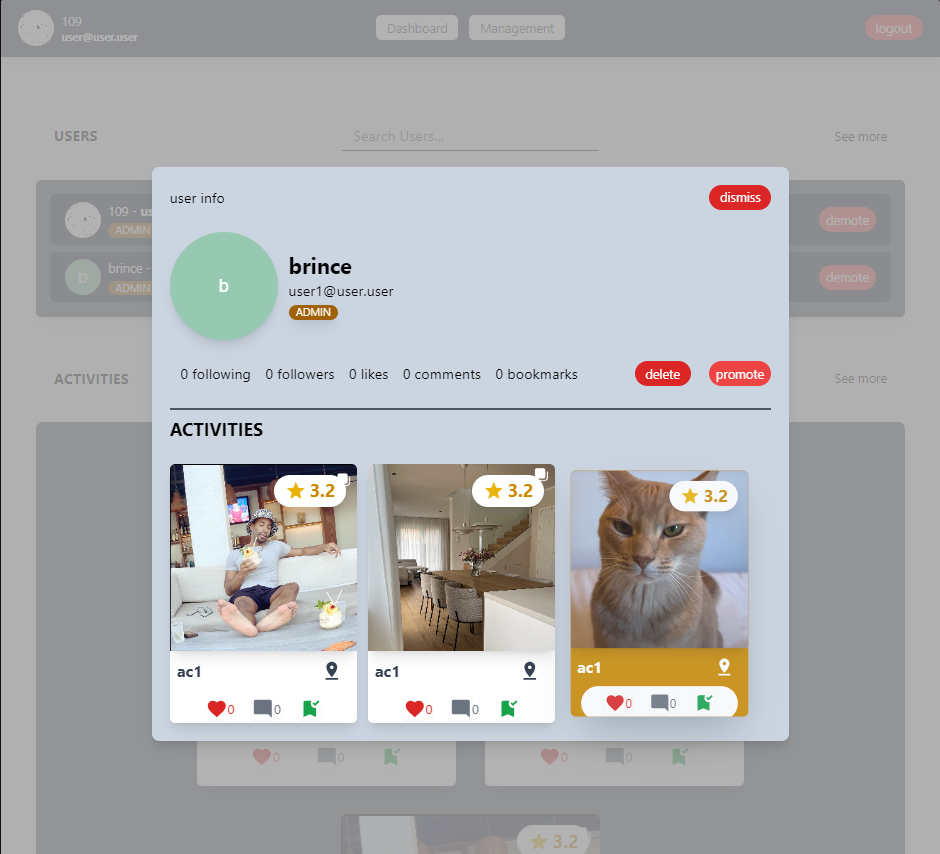 109
user@user.user
Dashboard
Management
logout
USERS
Search Users...
See more
109 - us
ADMIN
demote
b
brince -
ADMIN
demote
user info
dismiss
b
brince
user1@user.user
ADMIN
0 following
0 followers
0 likes
0 comments
0 bookmarks
delete
promote
ACTIVITIES
See more
ACTIVITIES
3.2
3.2
3.2
ac1
ac1
ac1
0
0
0
0
0
0
0
0
0
0
3.2